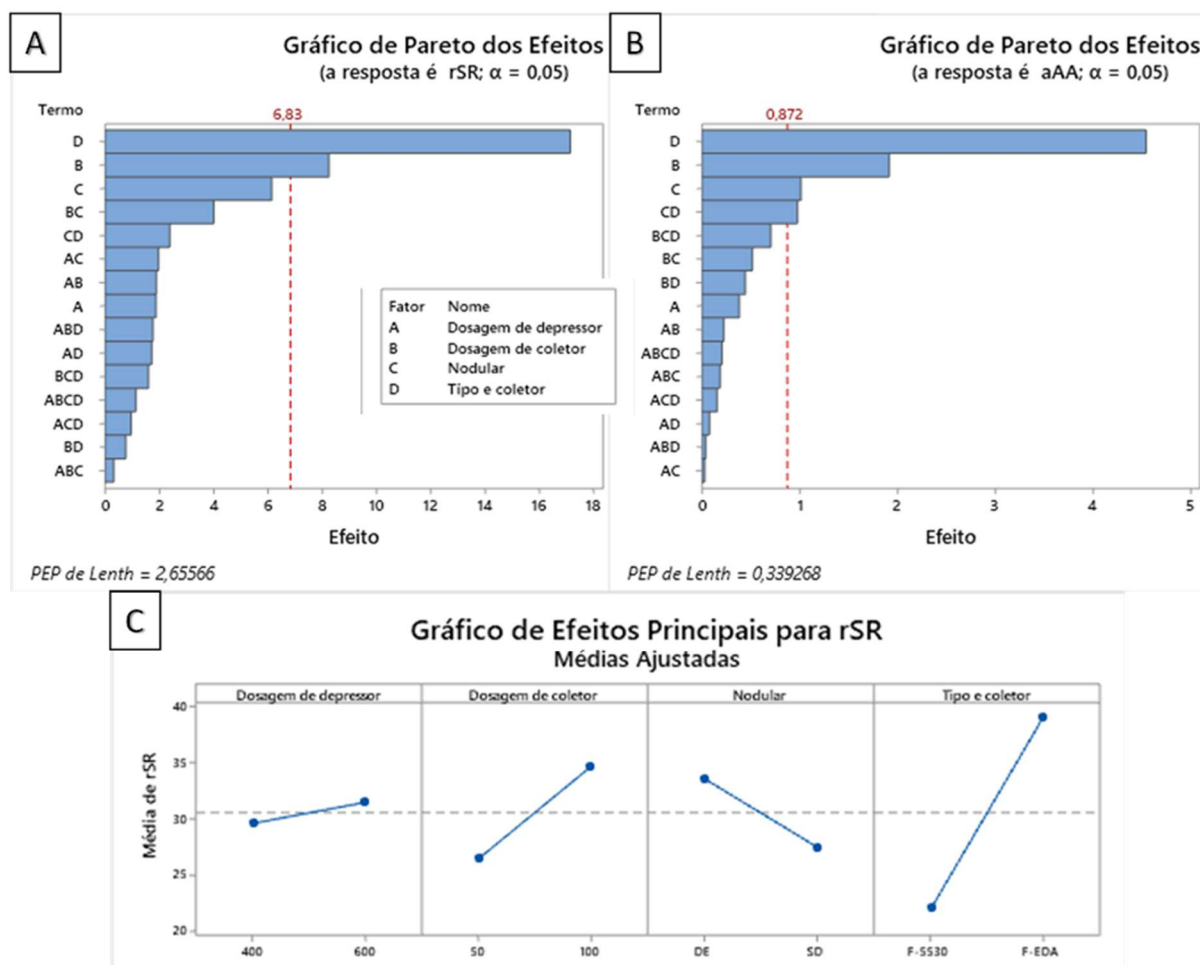 A
Gráfico de Pareto dos Efeitos
(a resposta é rSR; α = 0,05)
Termo
6,83
D
B
C
BC
CD
AC
AB
A
ABD
AD
BCD
ABCD
ACD
BD
ABC
0 2 4 6 8 10 12 14 16 18
Efeito
PEP de Lenth = 2,65566
B
Gráfico de Pareto dos Efeitos
(a resposta é aAA; α = 0,05)
Termo
0,872
D
B
C
CD
BCD
BC
BD
A
AB
ABCD
ABC
ACD
AD
ABD
AC
0 1 2 3 4 5
Efeito
PEP de Lenth = 0,339268
Fator Nome
A Dosagem de depressor
B Dosagem de coletor
C Nodular
D Tipo e coletor
C
Gráfico de Efeitos Principais para rSR
Médias Ajustadas
Dosagem de depressor Dosagem de coletor Nodular Tipo e coletor
Média de rSR
40
35
30
25
20
400 600 50 100 DE SD F-SS30 F-EDA